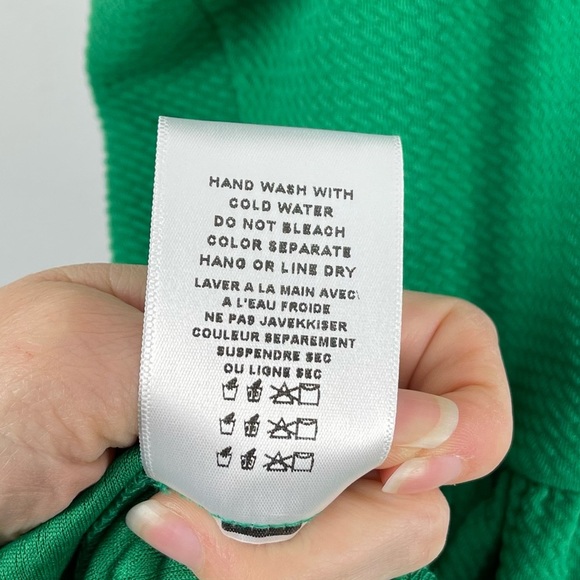 HAND WASH WITH
COLD WATER
DO NOT BLEACH
COLOR SEPARATE
HANG OR LINE DRY
LAVER A LA MAIN AVEC
A L'EAU FROIDE
NE PAS JAVEKKISER
COULEUR SEPAREMENT
SUSPENDRE SEC
OU LIGNE SEC